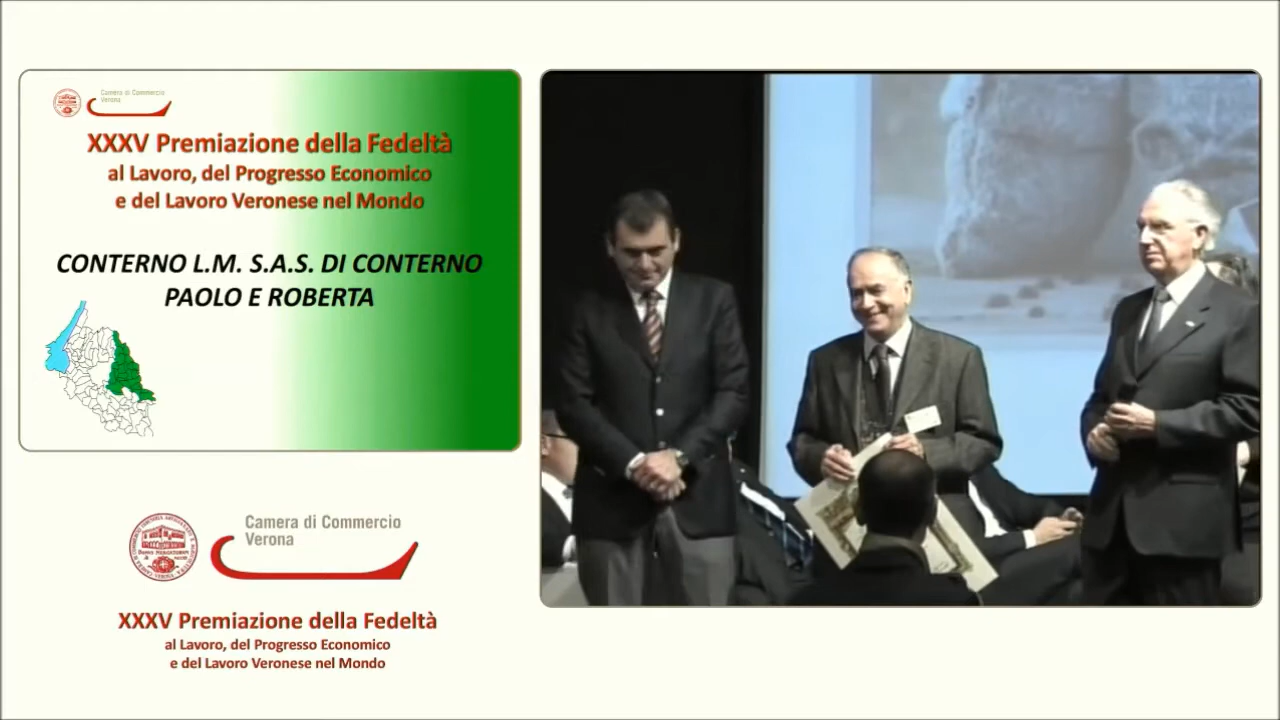 Camera di Commercio
Verona
XXXV Premiazione della Fedeltà
al Lavoro, del Progresso Economico
e del Lavoro Veronese nel Mondo
CONTERNO L.M. S.A.S. DI CONTERNO
PAOLO E ROBERTA
Camera di Commercio
Verona
XXXV Premiazione della Fedeltà
al Lavoro, del Progresso Economico
e del Lavoro Veronese nel Mondo